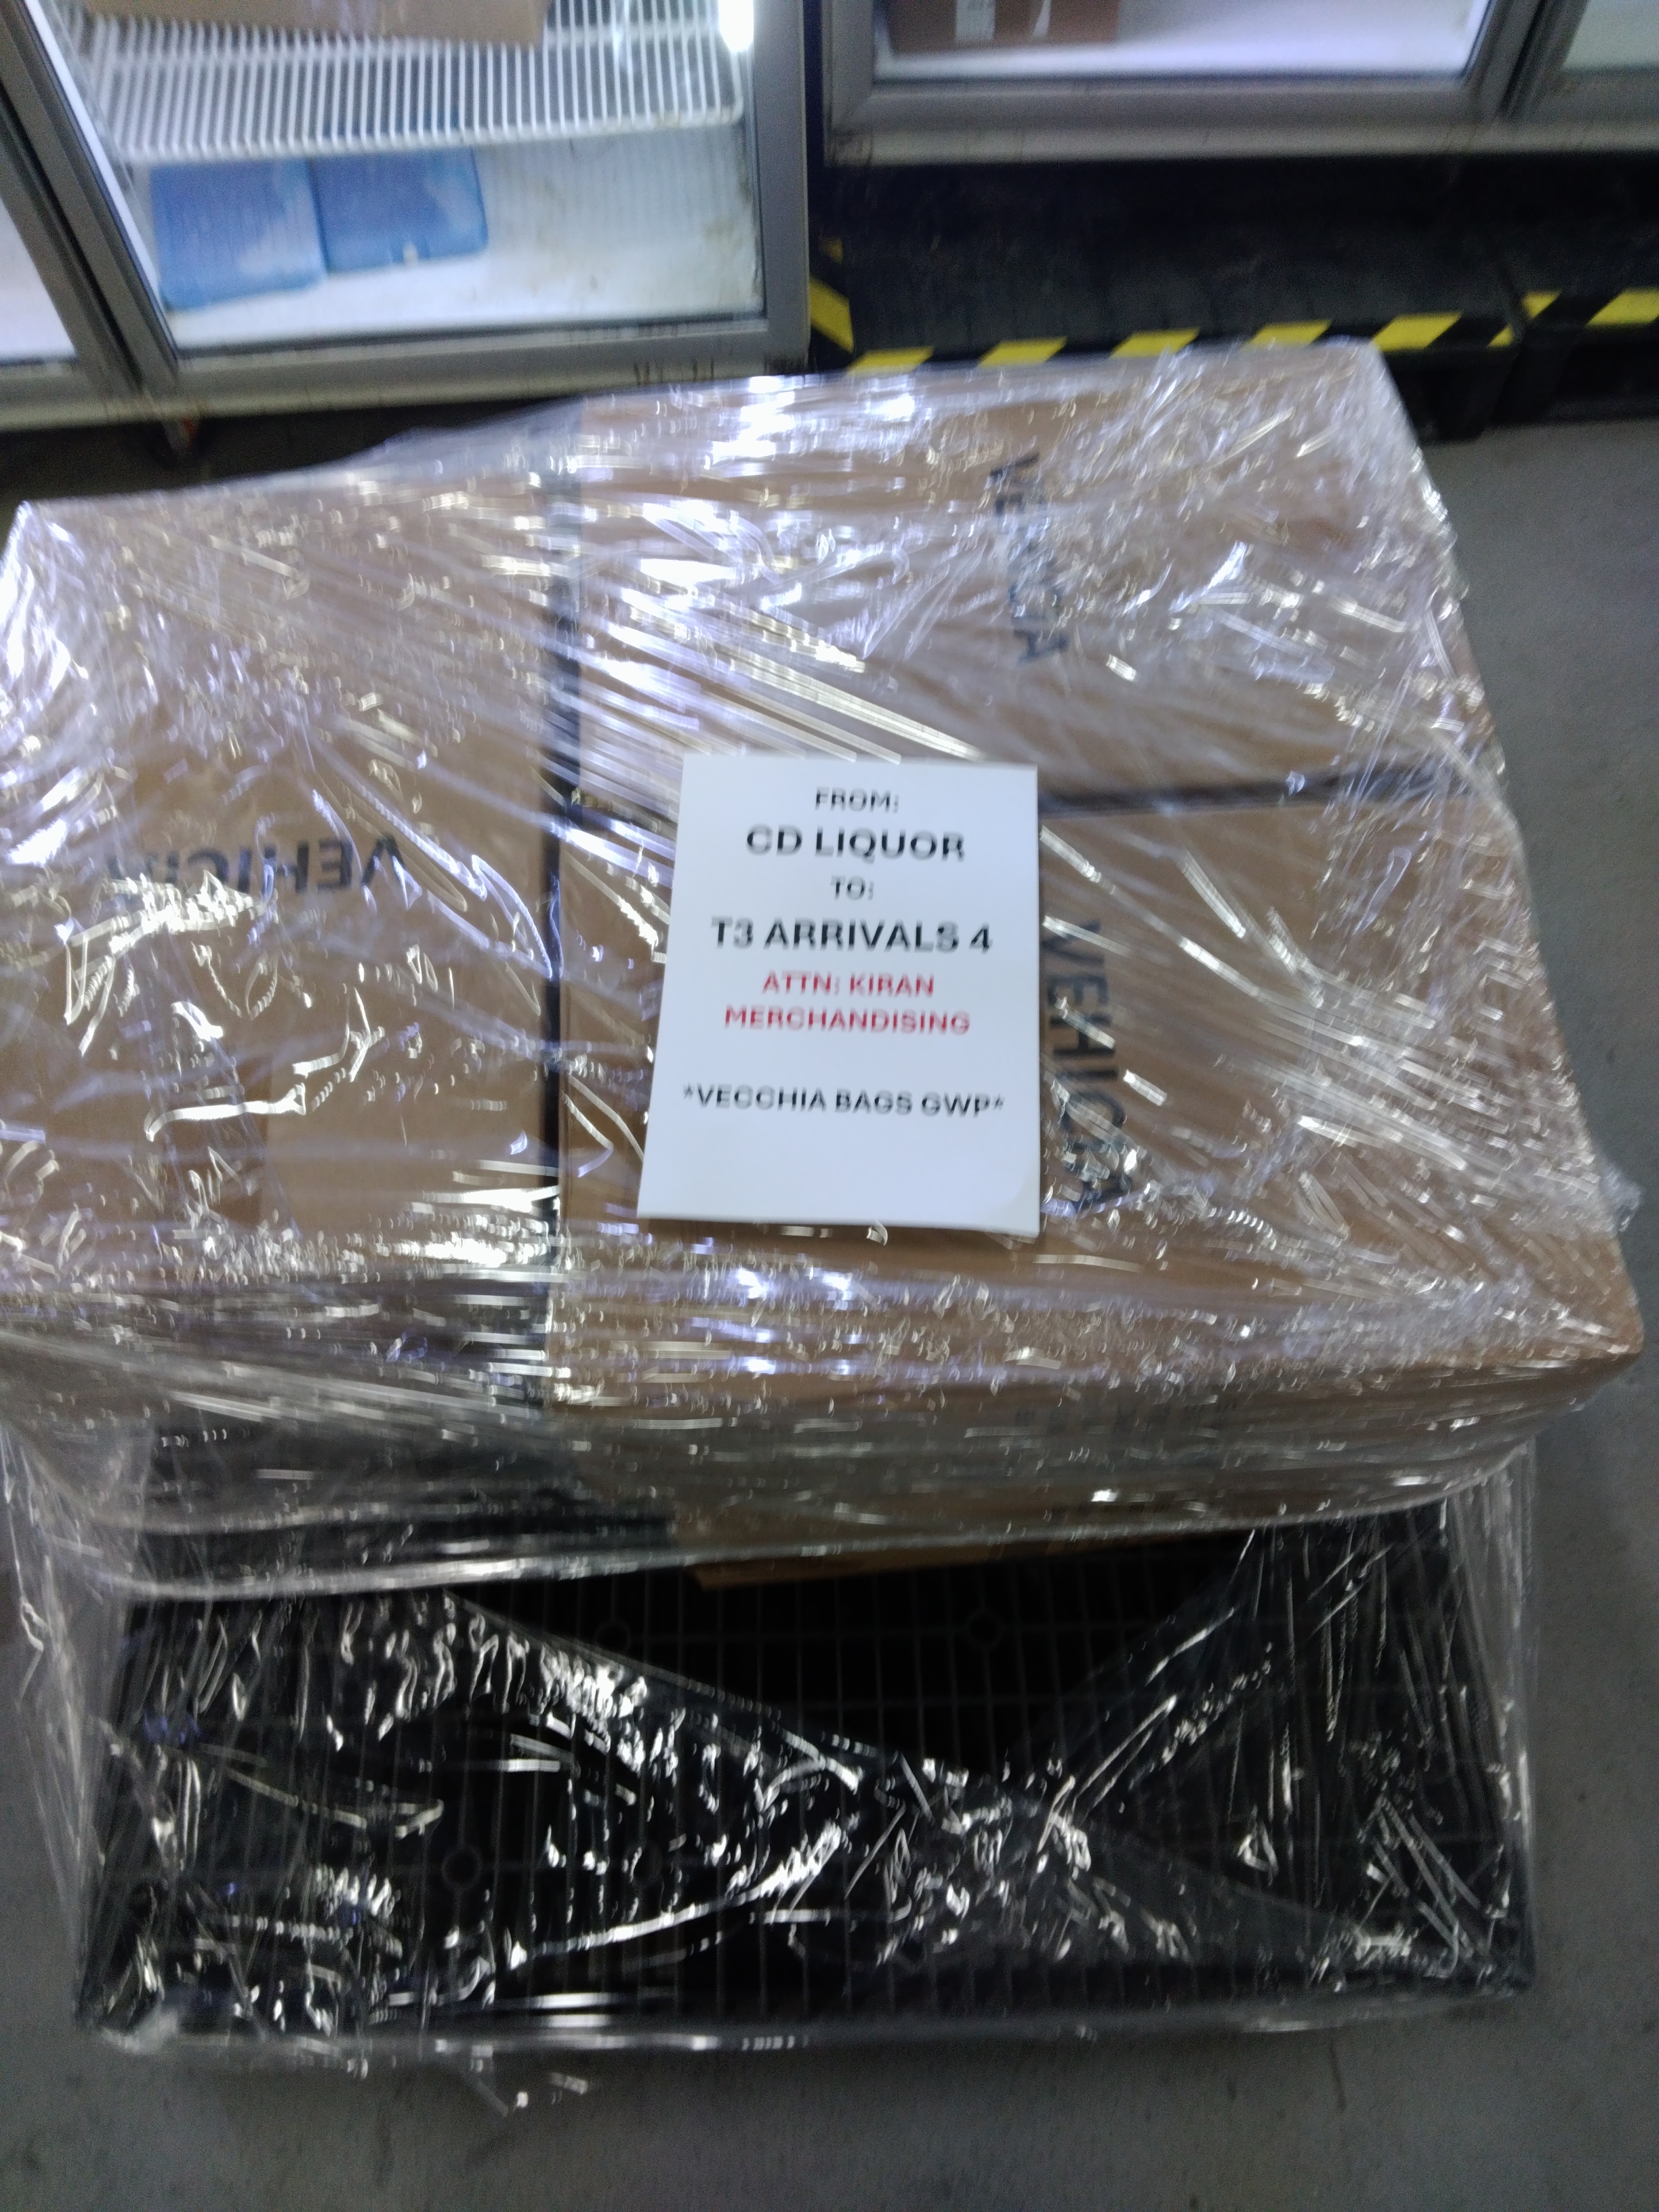 FROM:
CD LIQUOR
TO:
T3 ARRIVALS 4
ATTN: KIRAN
MERCHANDISING
*VECCHIA BAGS GWP*